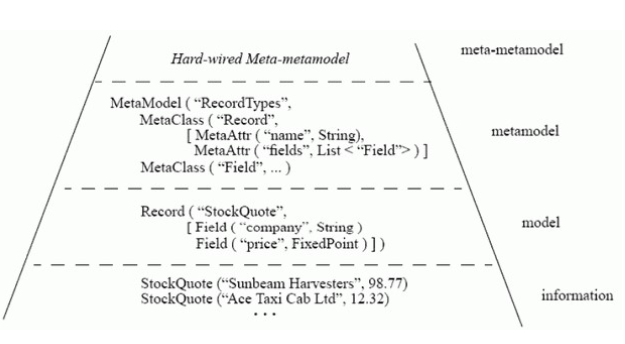 Hard-wired Meta-metamodel
meta-metamodel
MetaModel ( “RecordTypes”,
MetaClass ( “Record”,
[ MetaAttr ( “name”, String),
MetaAttr ( “fields”, List < “Field”> ) ]
MetaClass ( “Field”, ... )
metamodel
Record ( “StockQuote”,
[ Field ( “company”, String )
Field ( “price”, FixedPoint ) ] )
model
StockQuote (“Sunbeam Harvesters”, 98.77)
StockQuote (“Ace Taxi Cab Ltd”, 12.32)
• • •
information